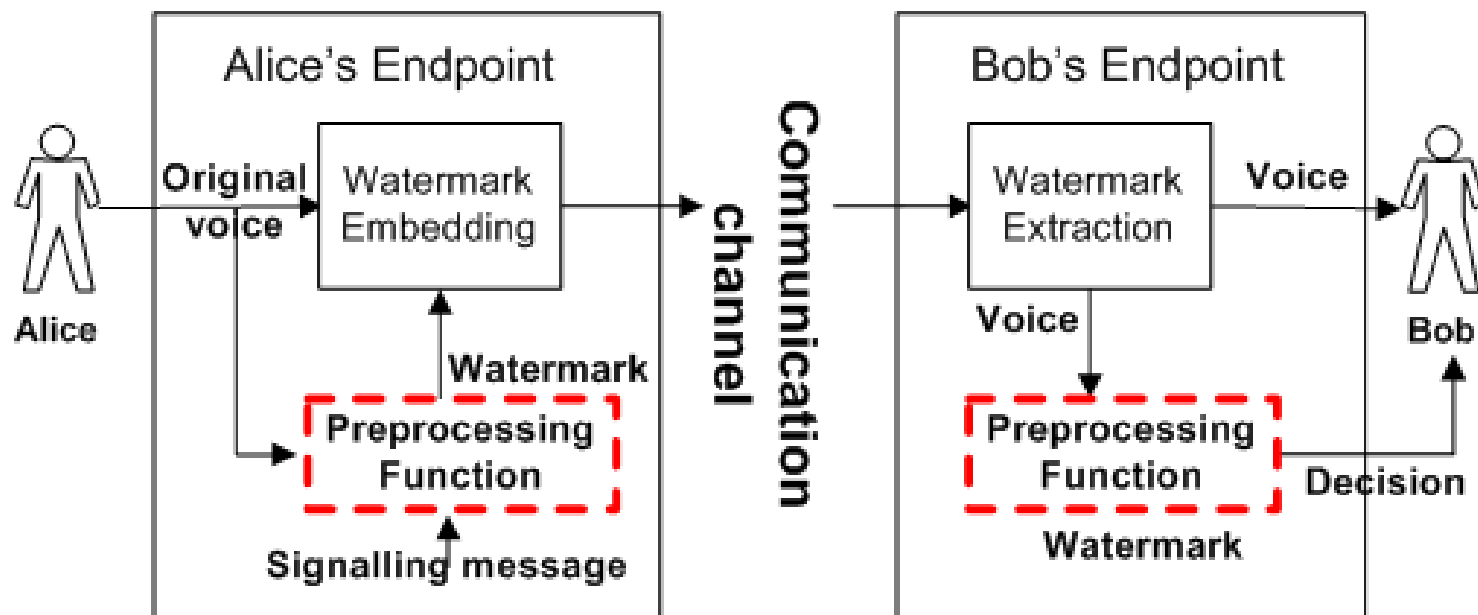 Alice's Endpoint
Original
voice
Watermark
Embedding
Alice
Watermark
Preprocessing
Function
Signalling message
Communication
channel
Bob's Endpoint
Watermark
Extraction
Voice
Voice
Bob
Preprocessing
Function
Decision
Watermark